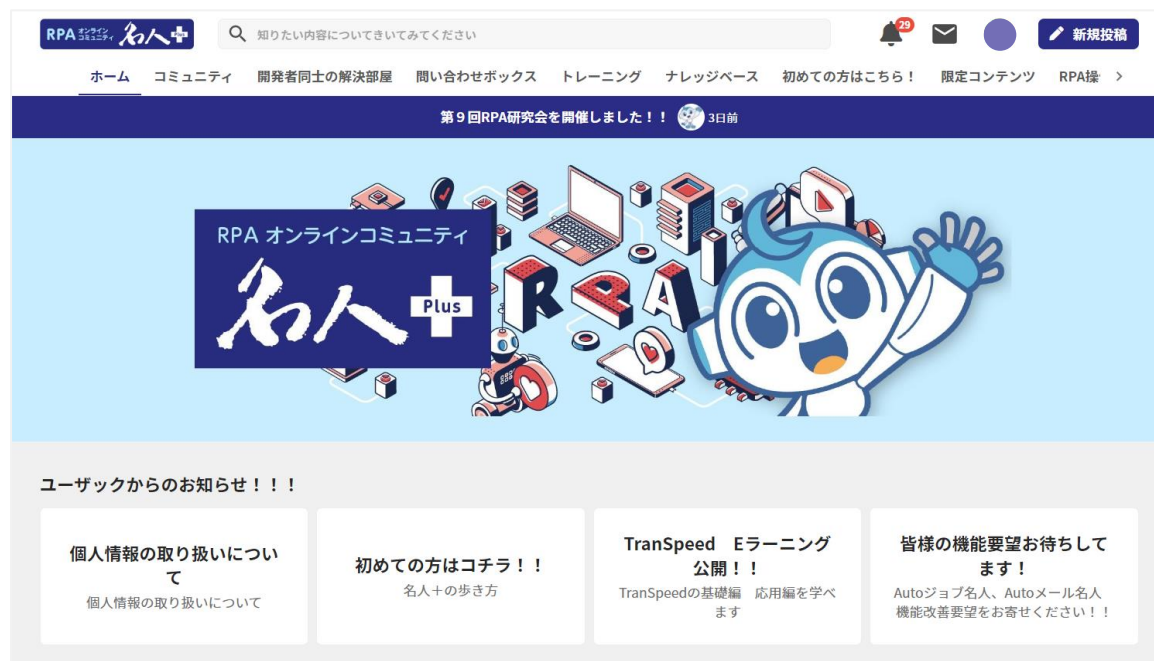 RPA オンライン コミュニティ 名人+
知りたい内容についてきいてみてください
29
新規投稿
ホーム コミュニティ 開発者同士の解決部屋 問い合わせボックス トレーニング ナレッジベース 初めての方はこちら！ 限定コンテンツ RPA操
第９回RPA研究会を開催しました！！ 3日前
RPA オンラインコミュニティ
名人
Plus
RPA
ユーザックからのお知らせ！！！
個人情報の取り扱いについ
て
個人情報の取り扱いについて
初めての方はコチラ！！
名人＋の歩き方
TranSpeed　Eラーニング
公開！！
TranSpeedの基礎編　応用編を学べ
ます
皆様の機能要望お待ちして
ます！
Autoジョブ名人、Autoメール名人
機能改善要望をお寄せください！！